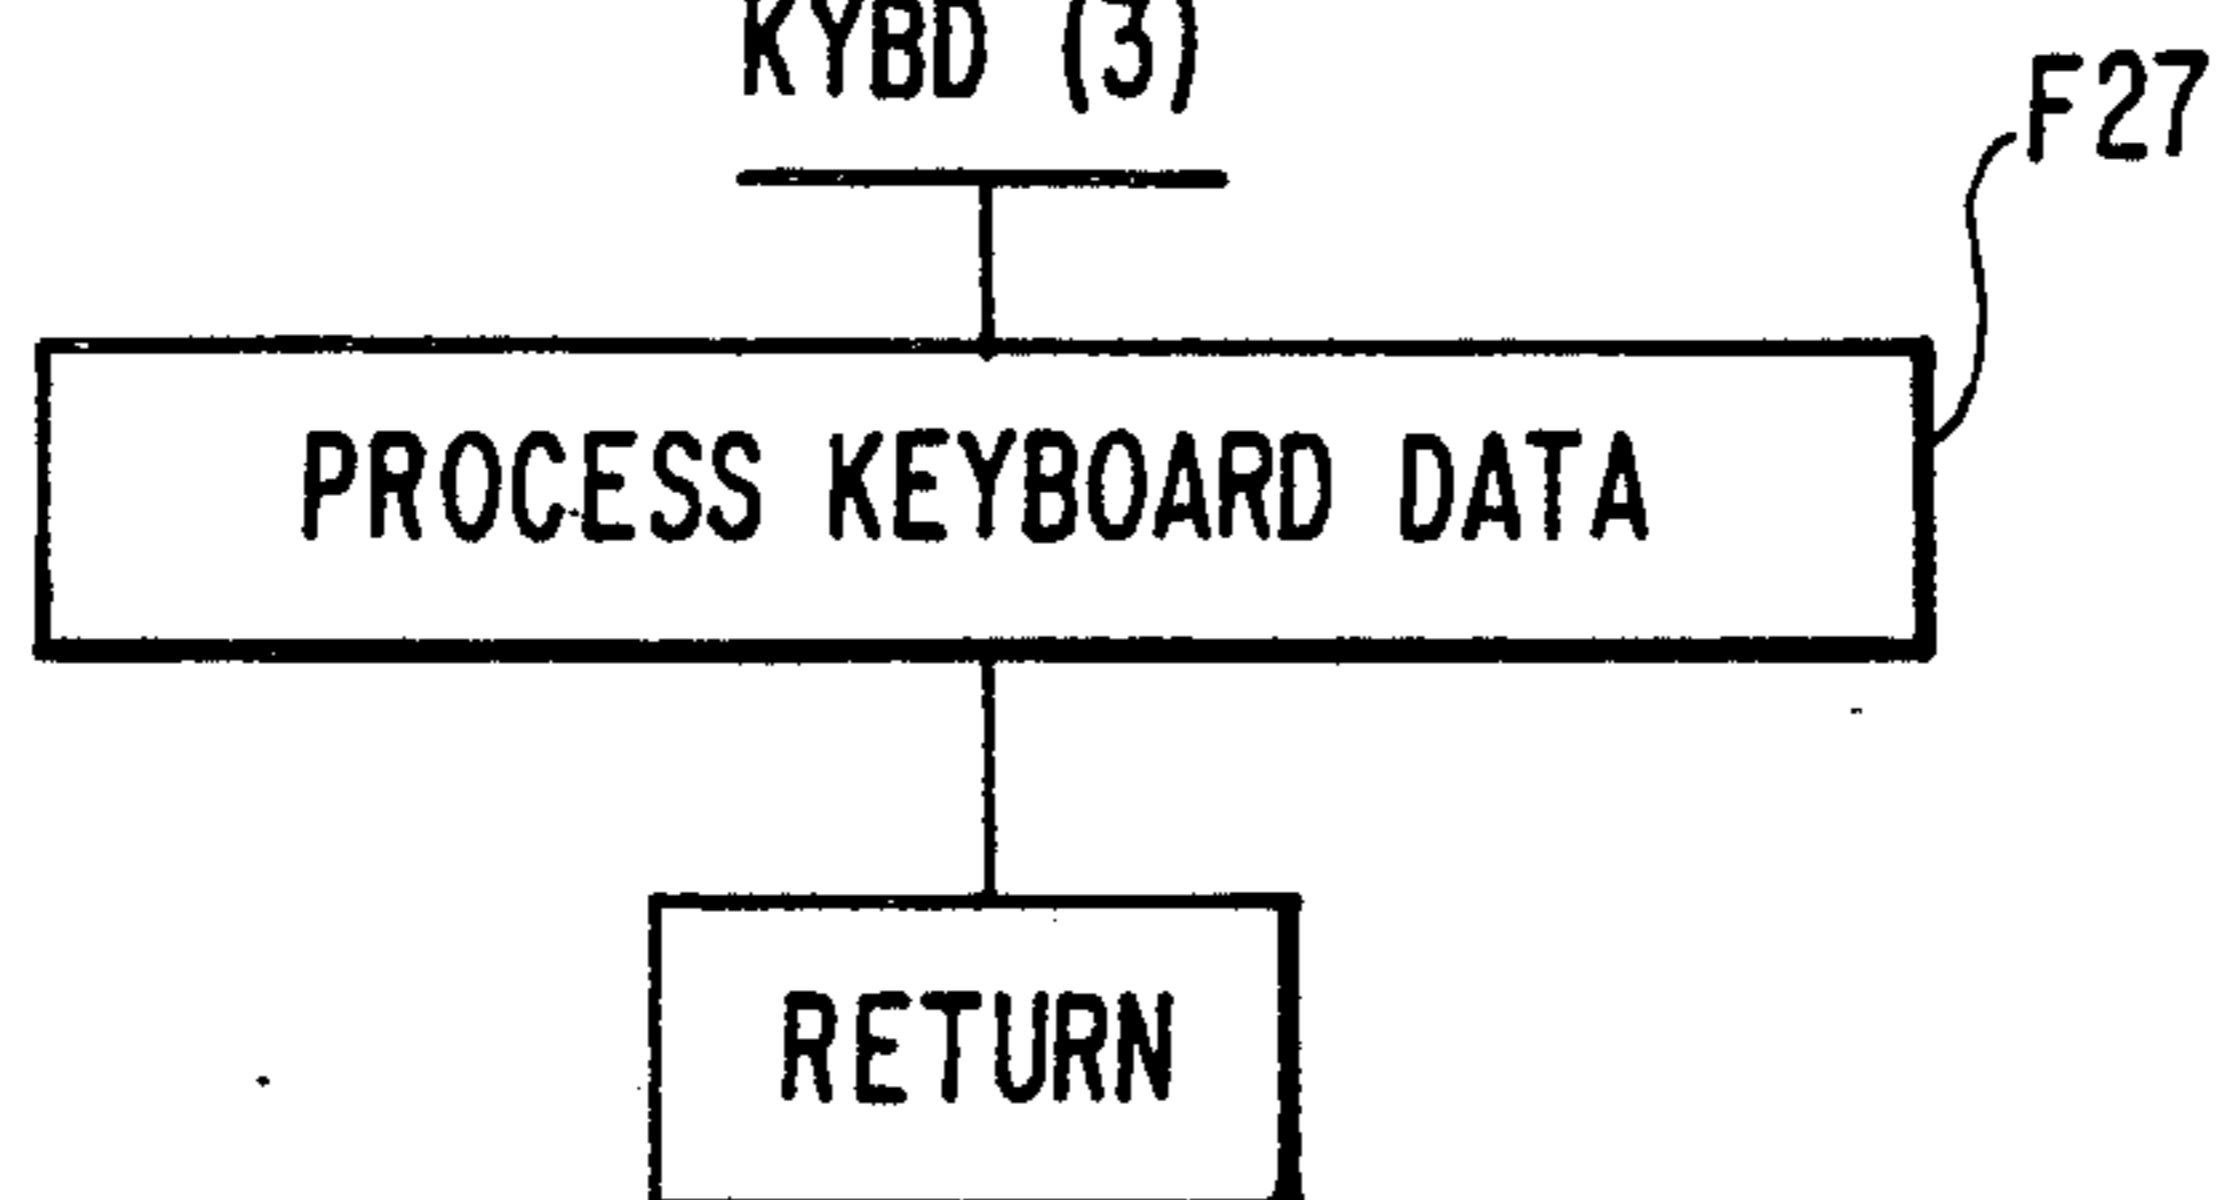 KYBD (3)
F27
PROCESS KEYBOARD DATA
RETURN